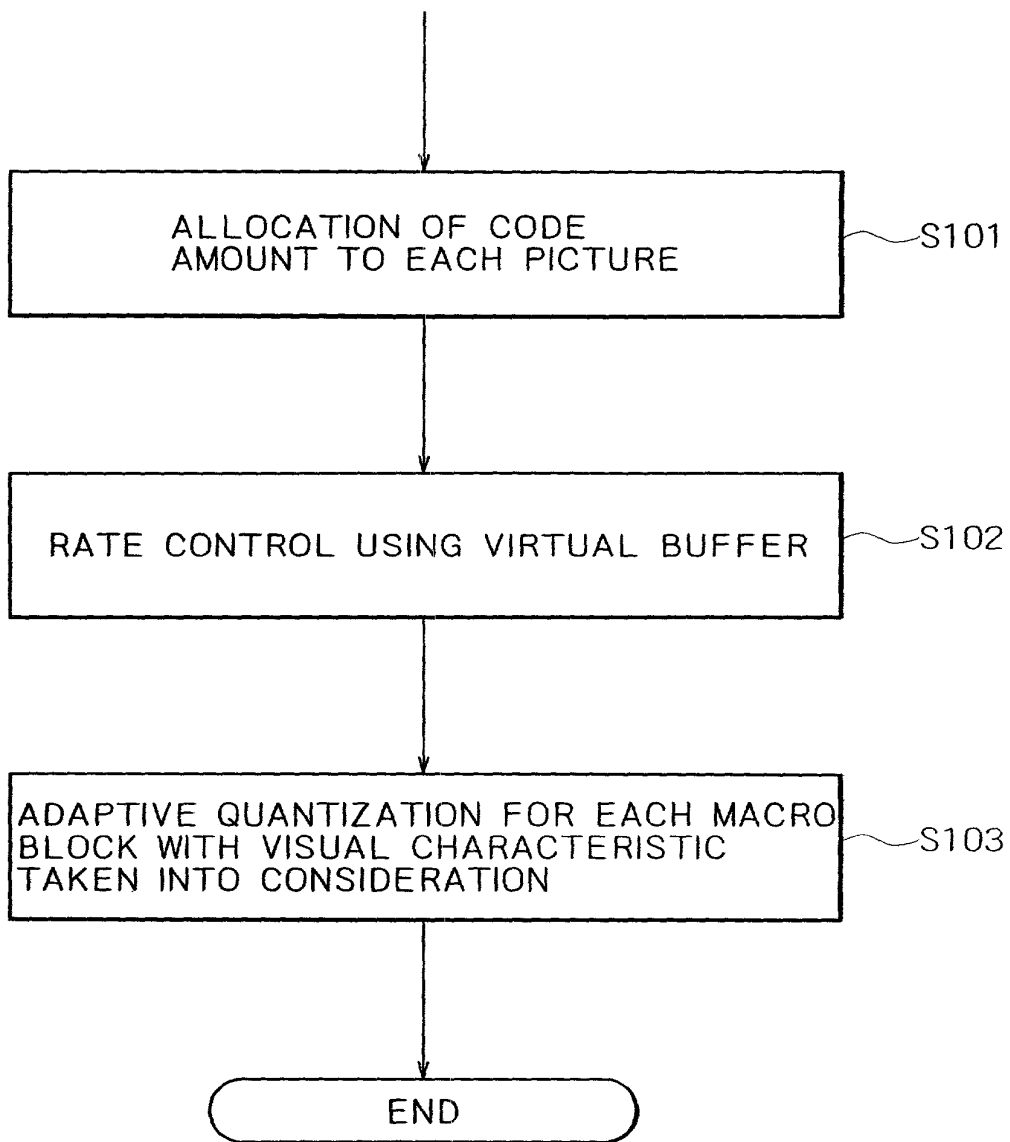 ALLOCATION OF CODE
AMOUNT TO EACH PICTURE
S101
RATE CONTROL USING VIRTUAL BUFFER
S102
ADAPTIVE QUANTIZATION FOR EACH MACRO
BLOCK WITH VISUAL CHARACTERISTIC
TAKEN INTO CONSIDERATION
S103
END